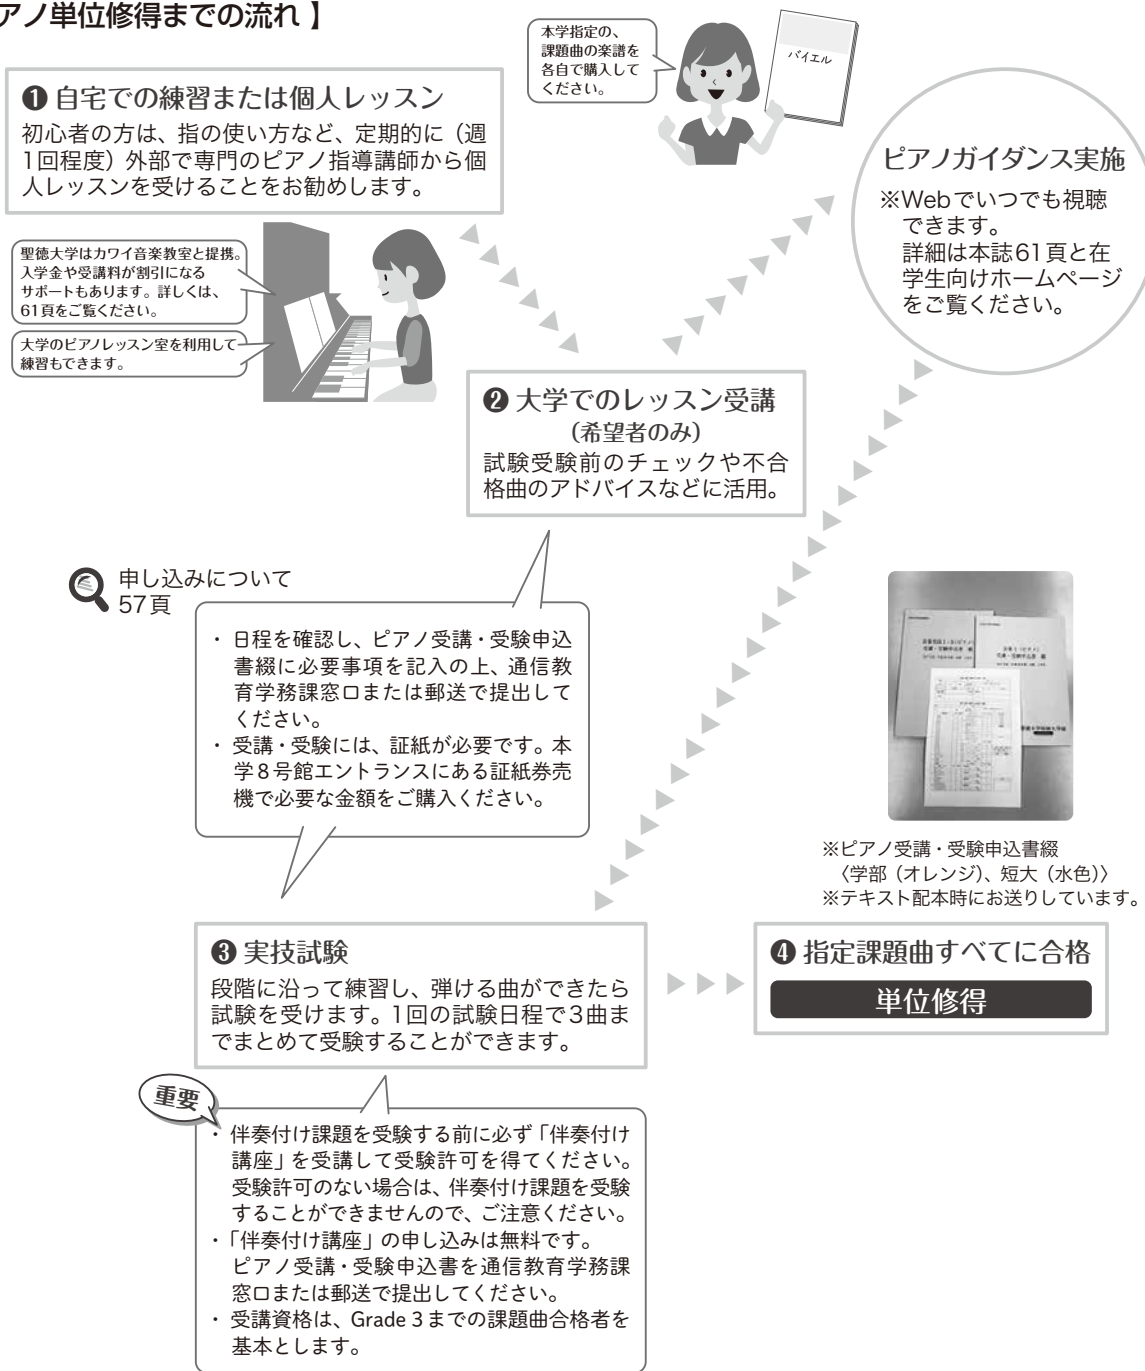 アノ単位修得までの流れ 】
本学指定の、
課題曲の楽譜を
各自で購入して
ください。
バイエル
❶ 自宅での練習または個人レッスン
初心者の方は、指の使い方など、定期的に（週
1回程度）外部で専門のピアノ指導講師から個
人レッスンを受けることをお勧めします。
聖徳大学はカワイ音楽教室と提携。
入学金や受講料が割引になる
サポートもあります。詳しくは、
61頁をご覧ください。
大学のピアノレッスン室を利用して
練習もできます。
ピアノガイダンス実施
※Webでいつでも視聴
できます。
詳細は本誌61頁と在
学生向けホームページ
をご覧ください。
❷ 大学でのレッスン受講
（希望者のみ）
試験受験前のチェックや不合
格曲のアドバイスなどに活用。
申し込みについて
57頁
・ 日程を確認し、ピアノ受講・受験申込
書綴に必要事項を記入の上、通信教
育学務課窓口または郵送で提出して
ください。
・ 受講・受験には、証紙が必要です。本
学8号館エントランスにある証紙券売
機で必要な金額をご購入ください。
※ピアノ受講・受験申込書綴
〈学部（オレンジ）、短大（水色）〉
※テキスト配本時にお送りしています。
❸ 実技試験
段階に沿って練習し、弾ける曲ができたら
試験を受けます。1回の試験日程で3曲ま
でまとめて受験することができます。
❹ 指定課題曲すべてに合格
単位修得
重要
・ 伴奏付け課題を受験する前に必ず「伴奏付け
講座」を受講して受験許可を得てください。
受験許可のない場合は、伴奏付け課題を受験
することができませんので、ご注意ください。
・「伴奏付け講座」の申し込みは無料です。
ピアノ受講・受験申込書を通信教育学務課
窓口または郵送で提出してください。
・ 受講資格は、Grade 3までの課題曲合格者を
基本とします。